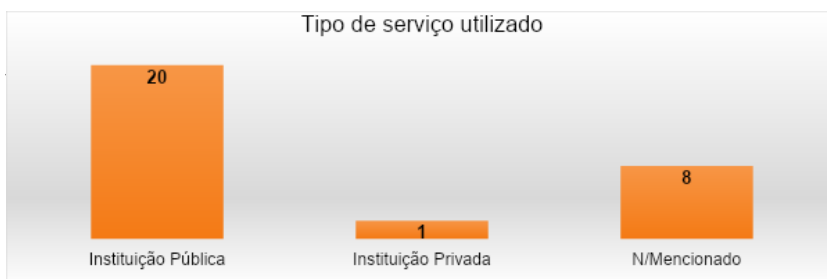 Tipo de serviço utilizado
20
1
8
Instituição Pública
Instituição Privada
N/Mencionado